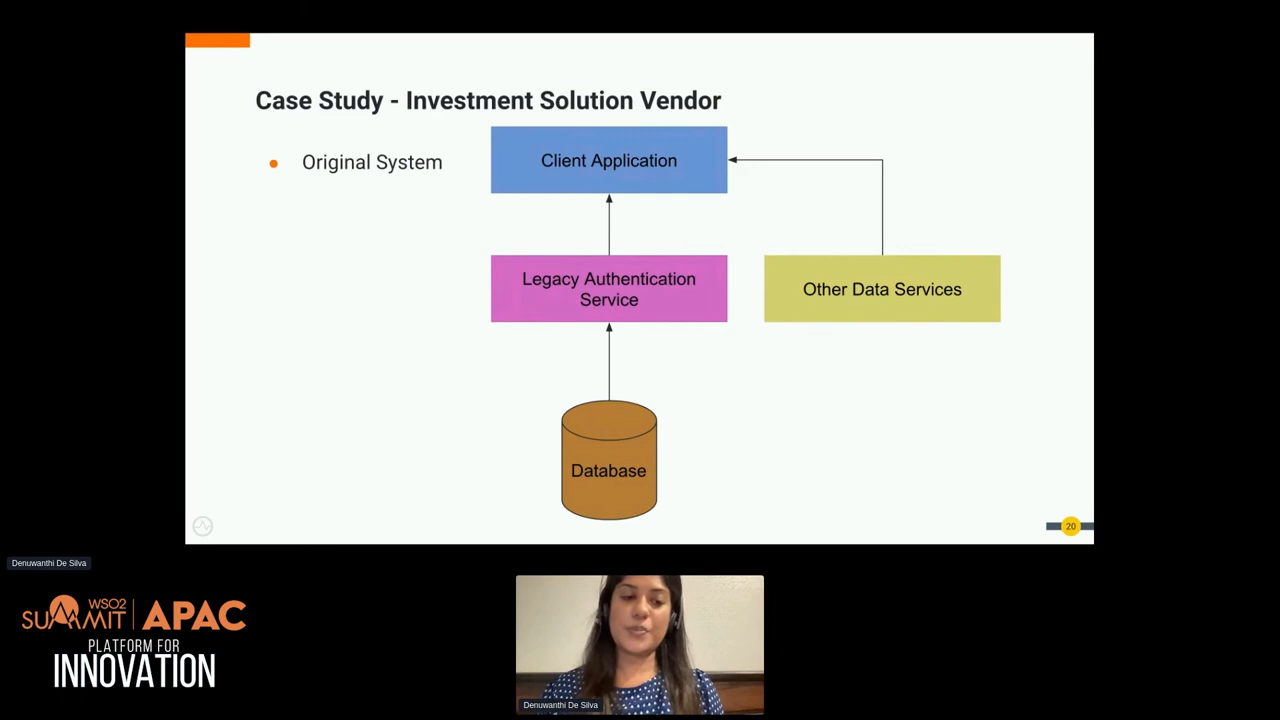 Case Study - Investment Solution Vendor
Original System
Client Application
Legacy Authentication
Service
Other Data Services
Database
20
Denuwanthi De Silva
WSO2
SUMMIT
APAC
PLATFORM FOR
INNOVATION
Denuwanthi De Silva